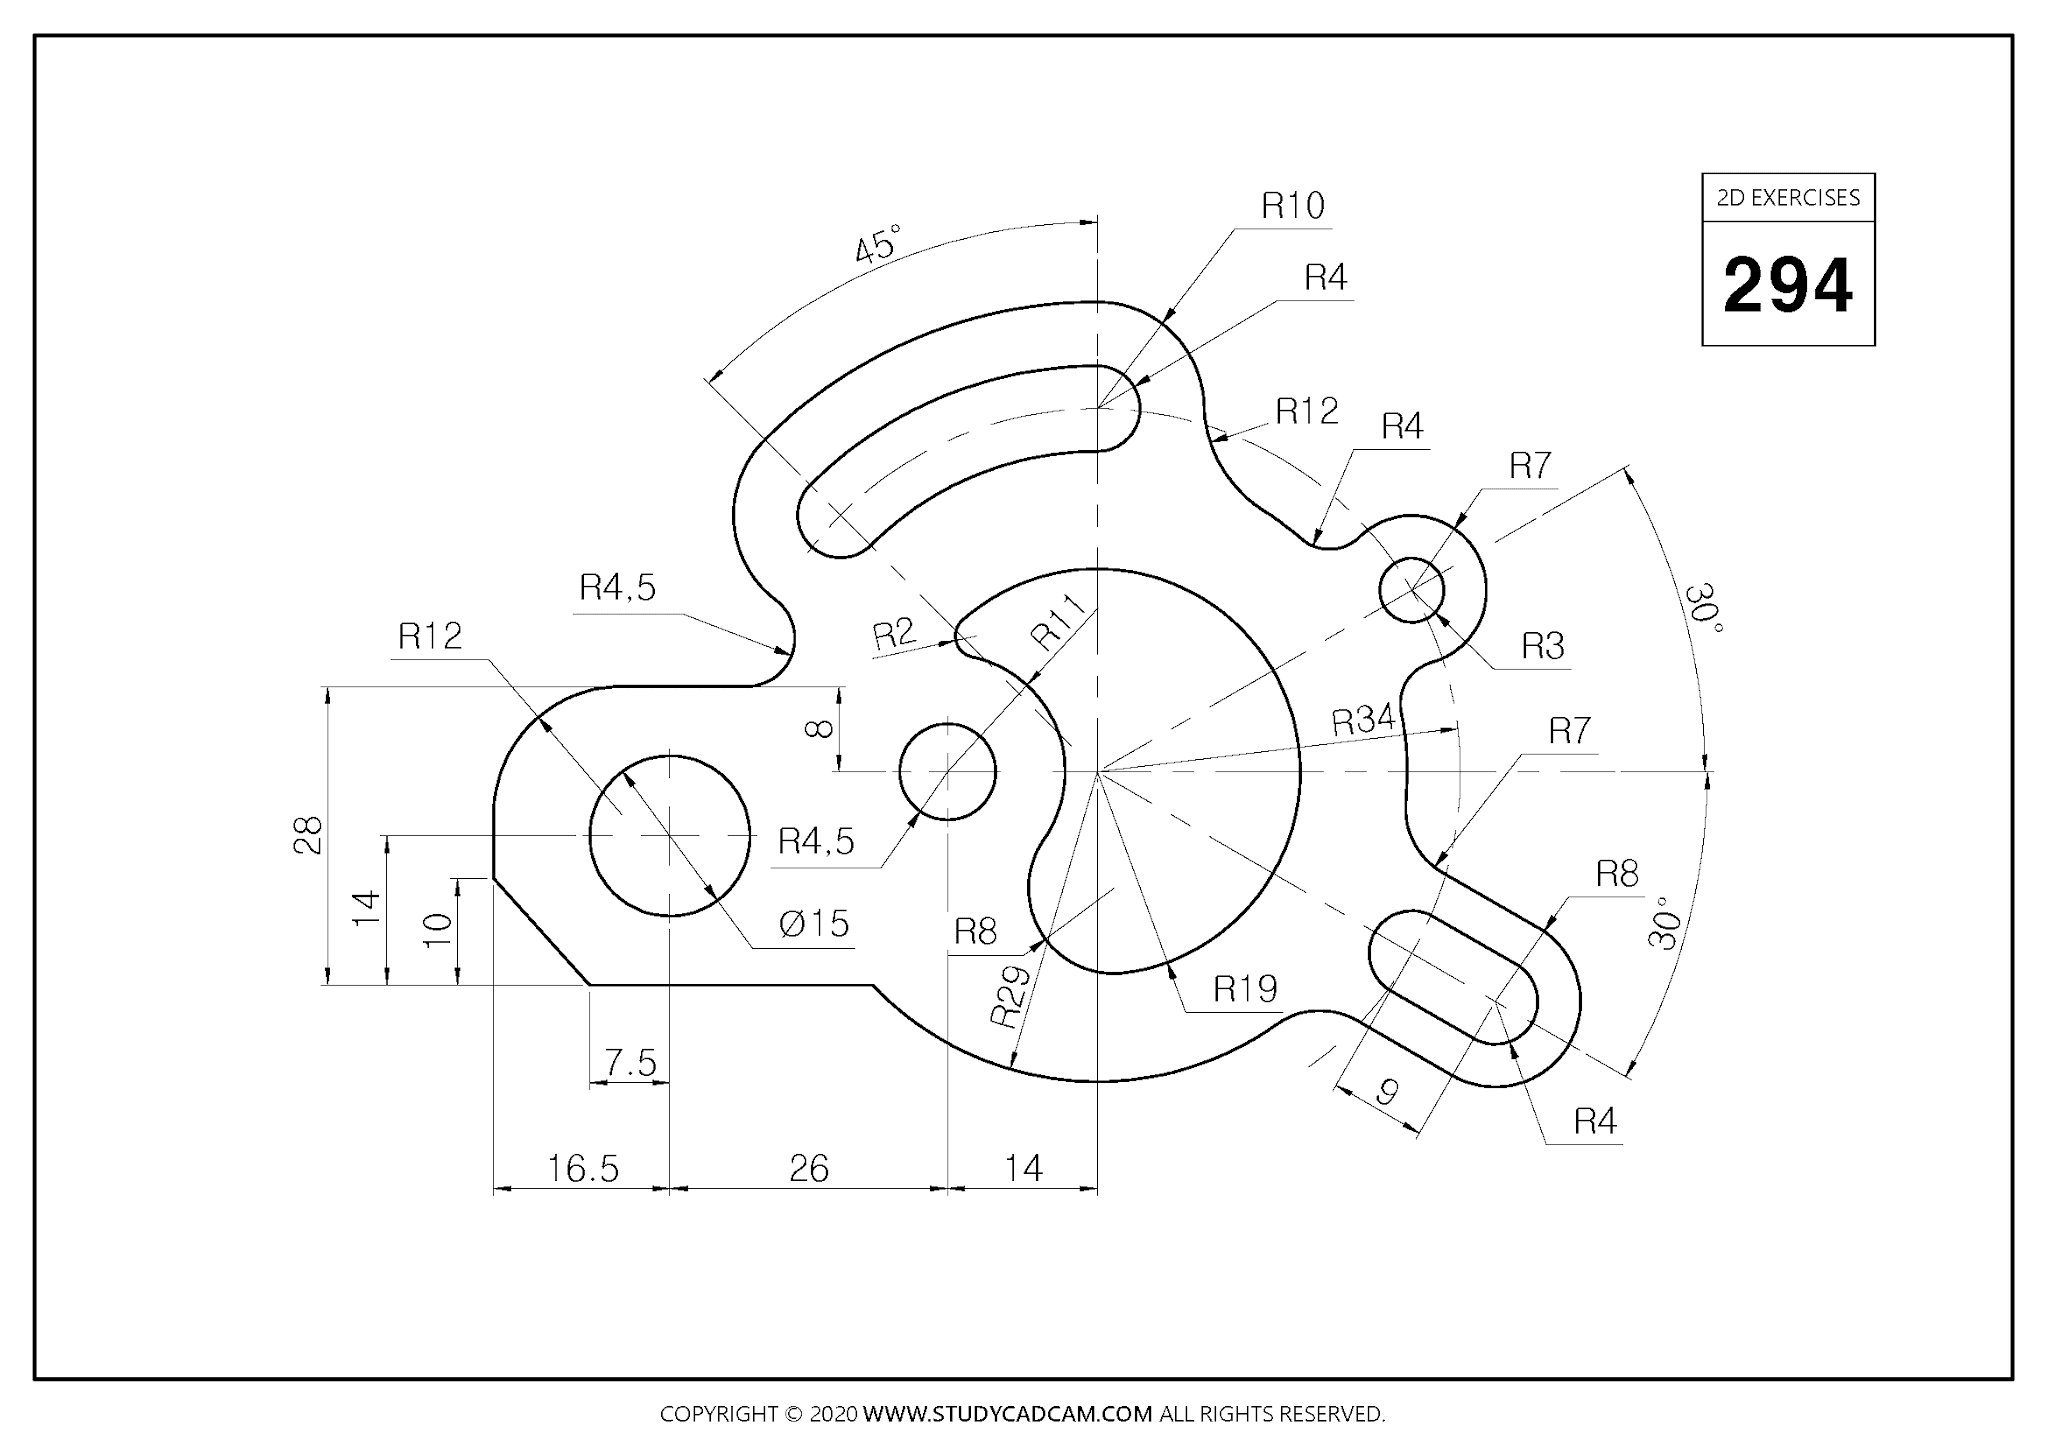 2D EXERCISES
294
R10
45°
R4
R12
R4
R7
R4,5
R12
R2
R11
R3
30°
8
R34
R7
28
R4,5
R8
14
10
Ø15
R8
30°
R29
R19
7.5
9
R4
16.5
26
14
COPYRIGHT © 2020 WWW.STUDYCADCAM.COM ALL RIGHTS RESERVED.